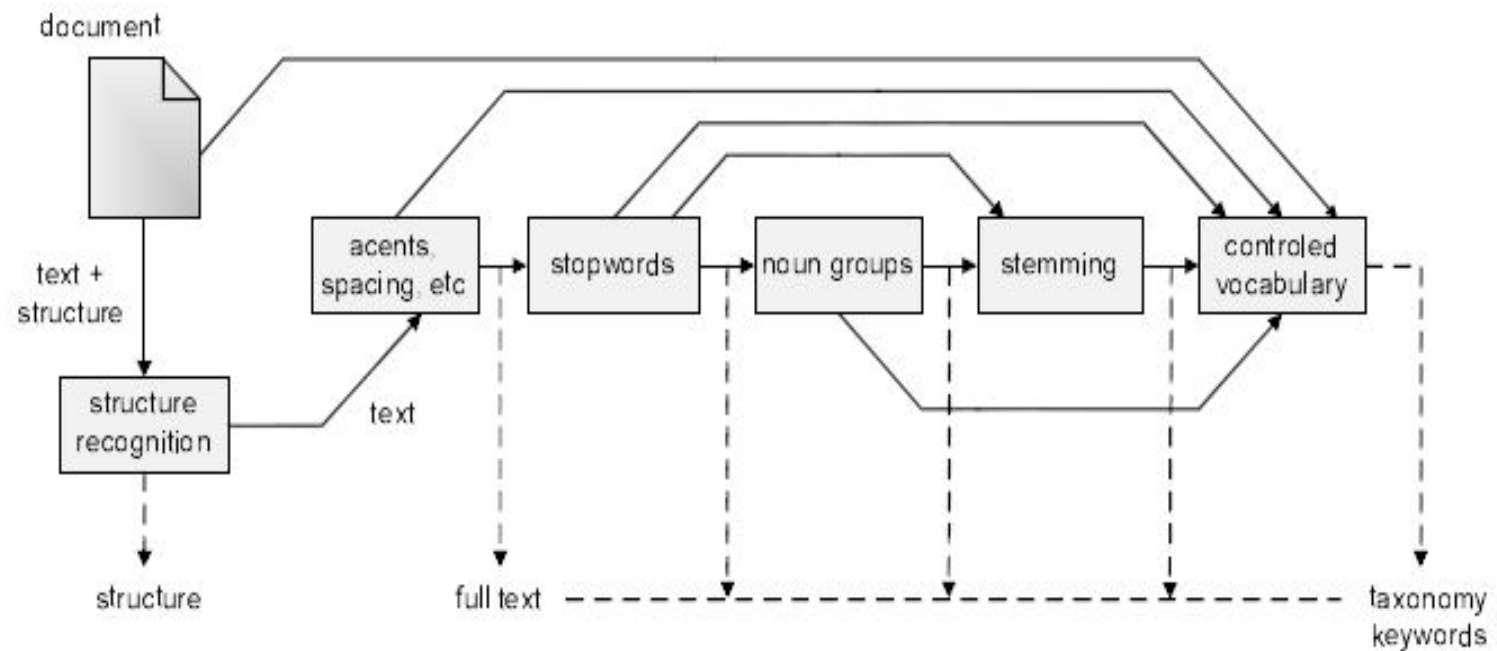 document
text +
structure
structure
recognition
text
acents,
spacing, etc
stopwords
noun groups
stemming
controled
vocabulary
structure
full text
taxonomy
keywords